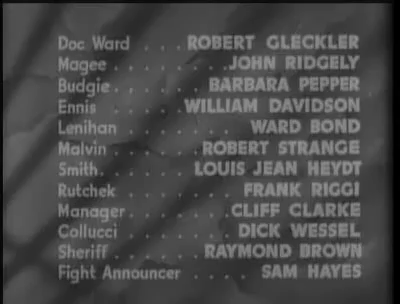 Doc Ward . . . ROBERT GLECKLER
Magee . . . . . . . . JOHN RIDGELY
Budgie . . . . . . BARBARA PEPPER
Ennis . . . . . WILLIAM DAVIDSON
Lenihan . . . . . . . . WARD BOND
Malvin . . . . . . ROBERT STRANGE
Smith. . . . . . LOUIS JEAN HEYDT
Rutchek . . . . . . . FRANK RIGGI
Manager. . . . . . . CLIFF CLARKE
Collucci . . . . . . . DICK WESSEL
Sheriff . . . . . RAYMOND BROWN
Fight Announcer . . . . SAM HAYES